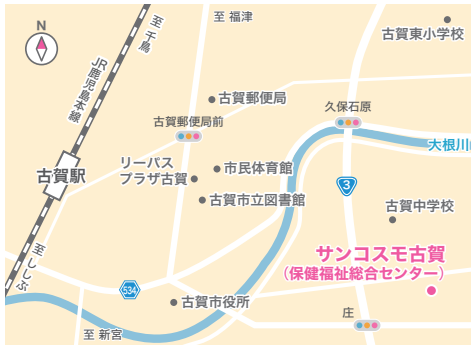 N
至 千鳥
至 福津
古賀東小学校
JR鹿児島本線
古賀郵便局
久保石原
古賀郵便局前
大根川
古賀駅
リーパス
プラザ古賀
市民体育館
古賀市立図書館
3
古賀中学校
至 ししぶ
サンコスモ古賀
（保健福祉総合センター）
534
古賀市役所
庄
至 新宮